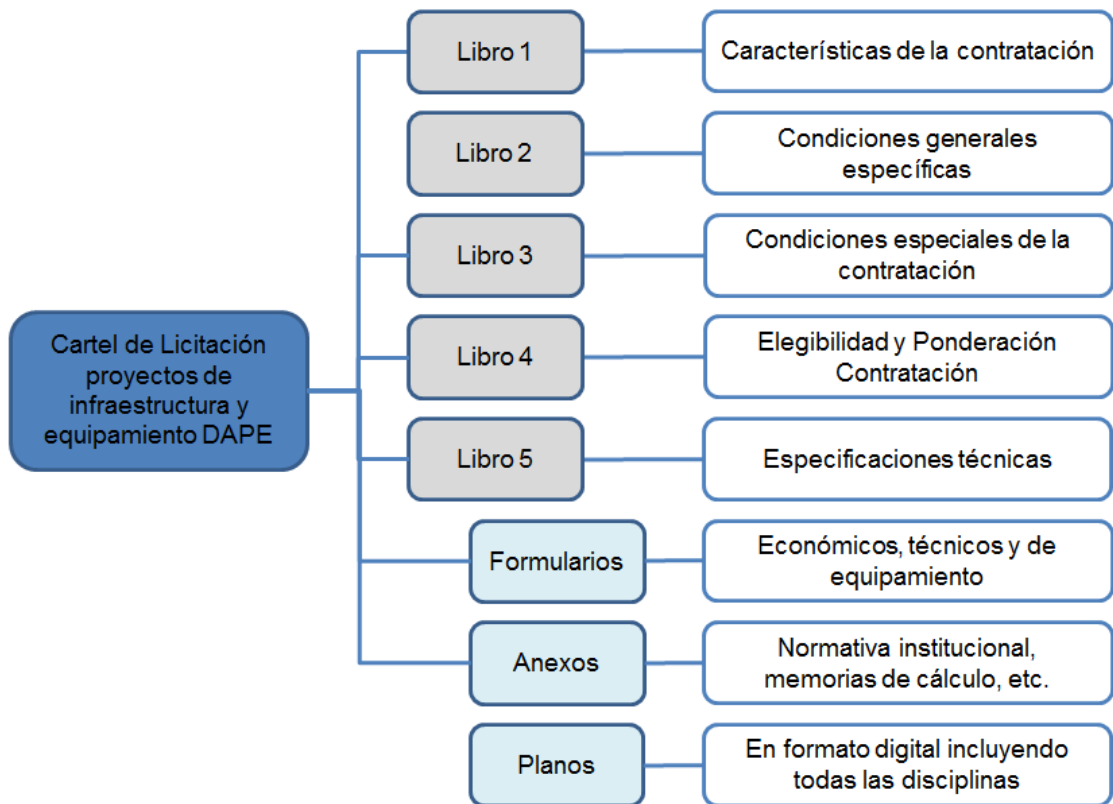 Libro 1
Características de la contratación
Libro 2
Condiciones generales
específicas
Libro 3
Condiciones especiales de la
contratación
Cartel de Licitación
proyectos de
infraestructura y
equipamiento DAPE
Libro 4
Elegibilidad y Ponderación
Contratación
Libro 5
Especificaciones técnicas
Formularios
Económicos, técnicos y de
equipamiento
Anexos
Normativa institucional,
memorias de cálculo, etc.
Planos
En formato digital incluyendo
todas las disciplinas